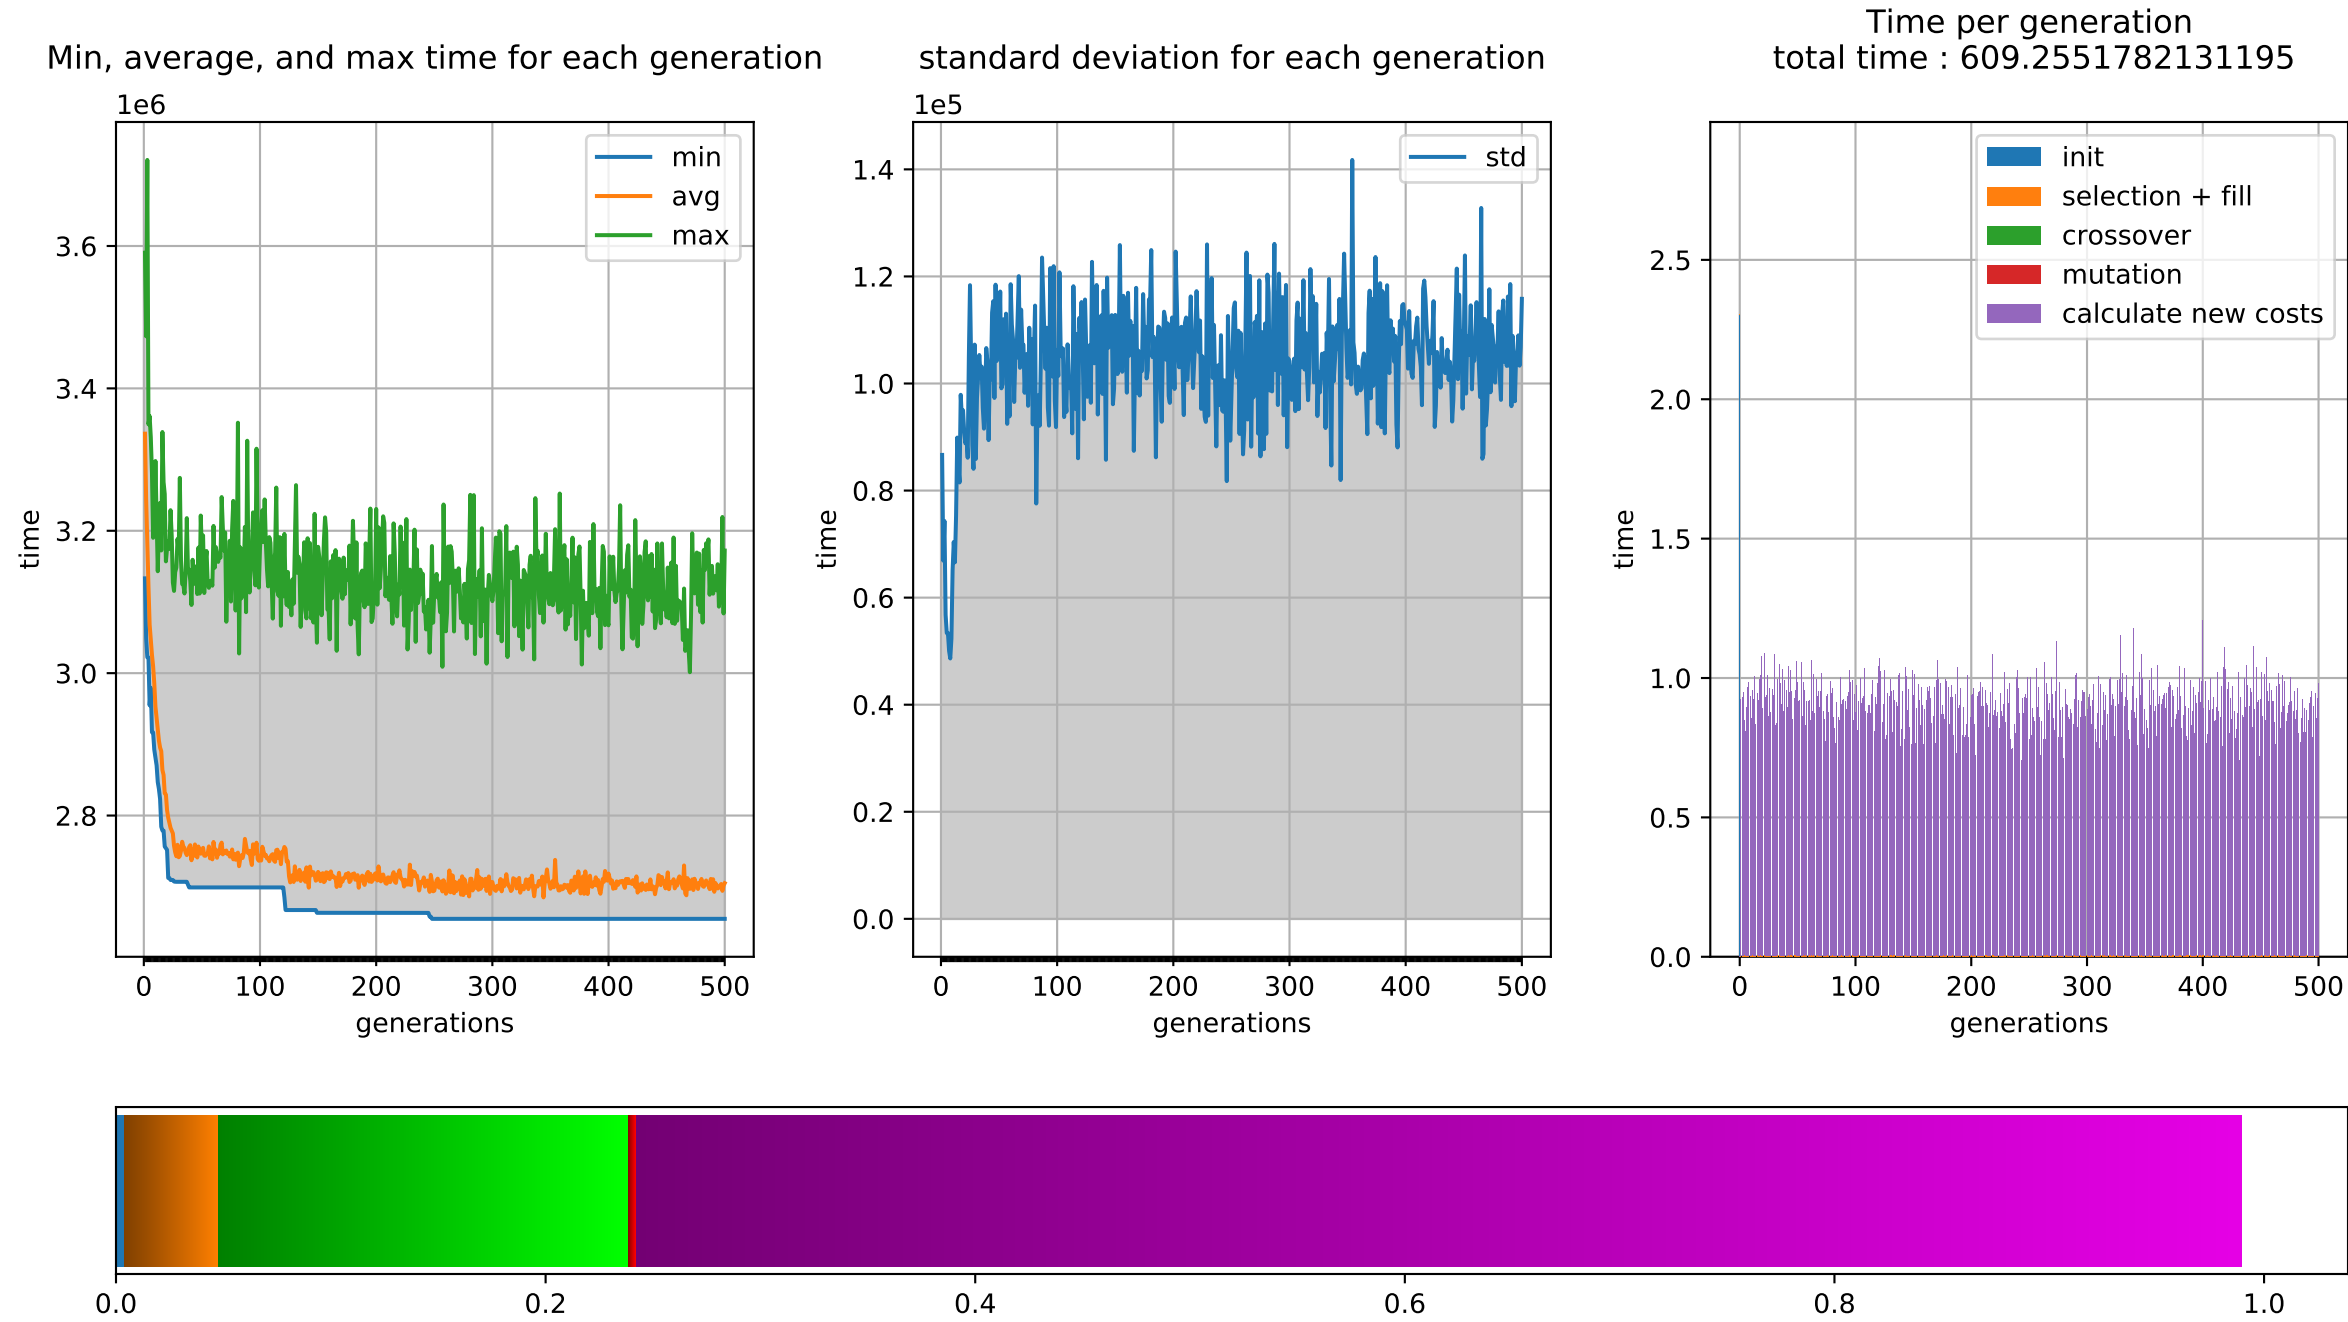 Min, average, and max time for each generation
1e6
3.6
3.4
3.2
3.0
2.8
time
0 100 200 300 400 500
generations
min
avg
max
standard deviation for each generation
1e5
1.4
1.2
1.0
0.8
0.6
0.4
0.2
0.0
time
0 100 200 300 400 500
generations
std
Time per generation
total time : 609.2551782131195
2.5
2.0
1.5
1.0
0.5
0.0
time
0 100 200 300 400 500
generations
init
selection + fill
crossover
mutation
calculate new costs
0.0 0.2 0.4 0.6 0.8 1.0